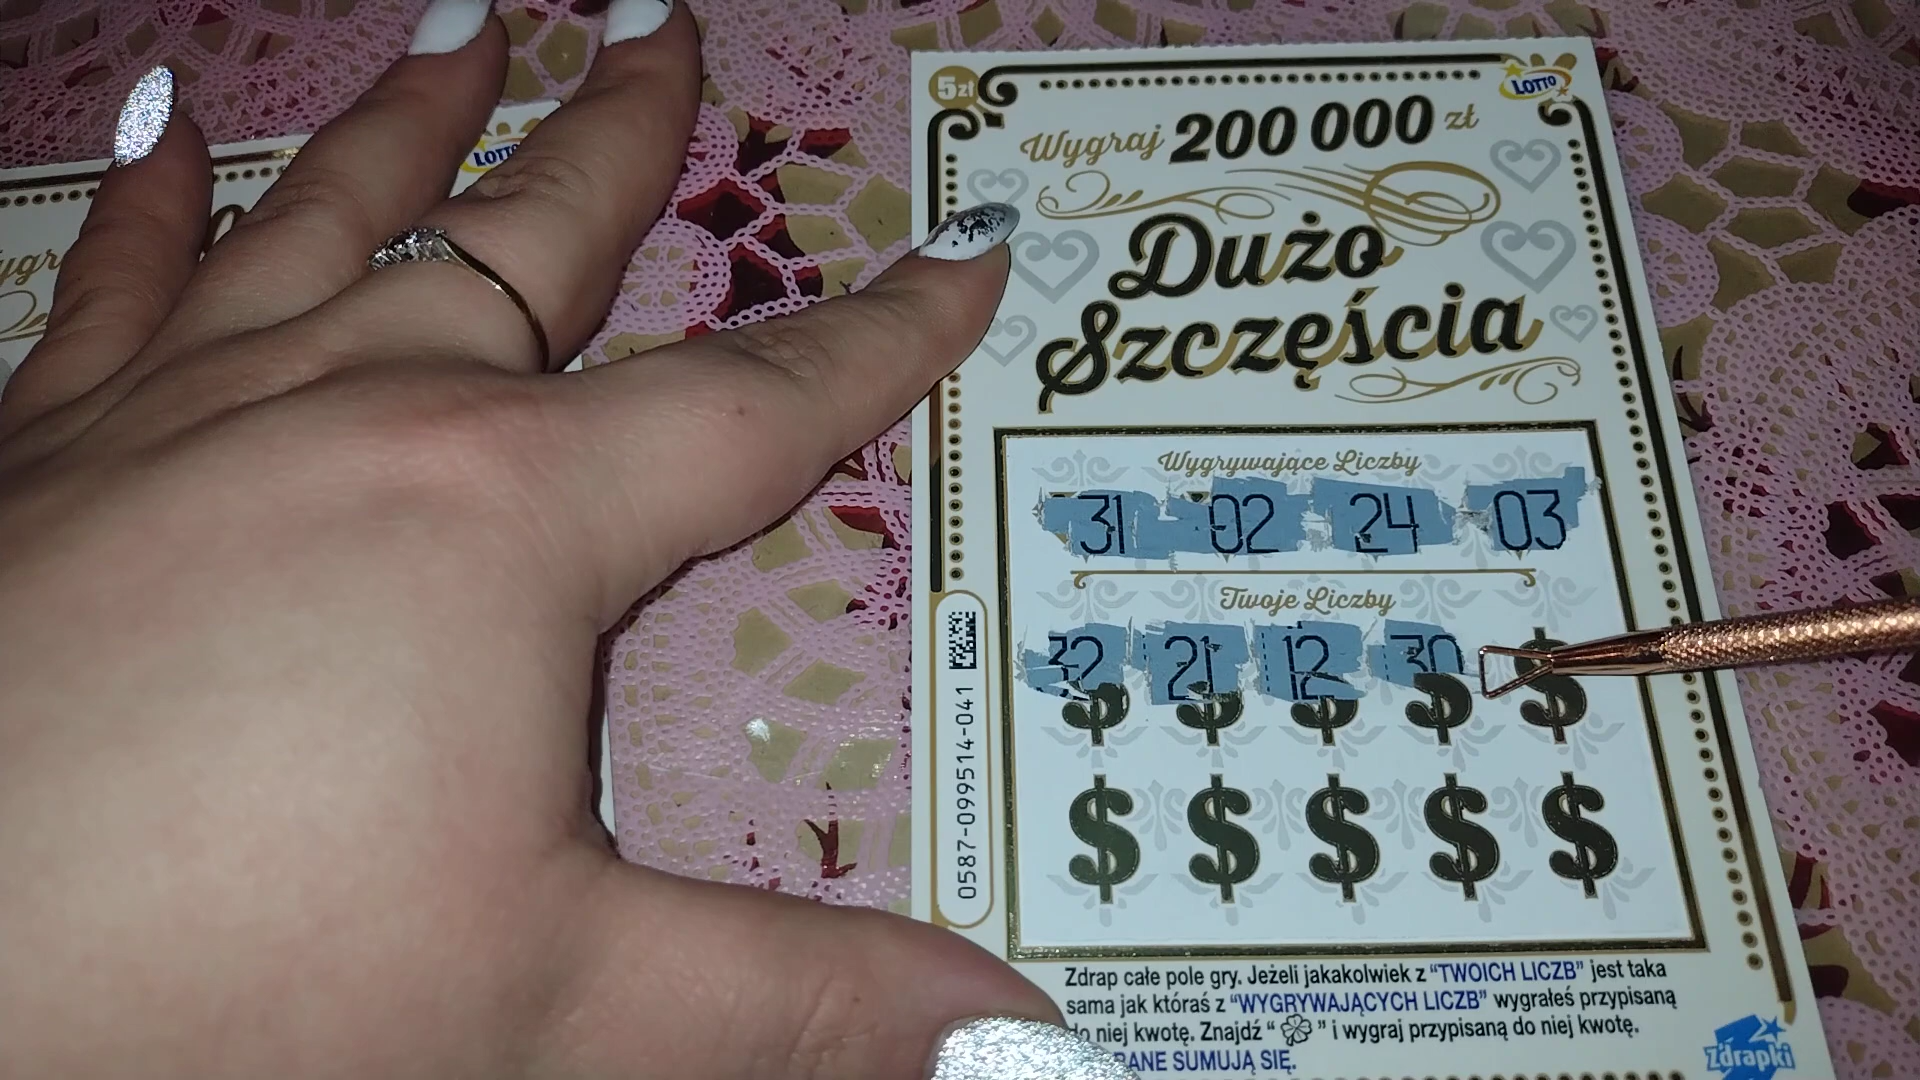 LOTTO
5zł
LOTTO
Wygraj 200 000 zł
Dużo
Szczęścia
Wygrywające Liczby
31 02 24 03
Twoje Liczby
32 21 12 30 $
$ $ $ $ $
0587-099514-041
Zdrap całe pole gry. Jeżeli jakakolwiek z “TWOICH LICZB” jest taka
sama jak któraś z “WYGRYWAJĄCYCH LICZB” wygrałeś przypisaną
do niej kwotę. Znajdź “ ” i wygraj przypisaną do niej kwotę.
SUMUJĄ SIĘ.
Zdrapki